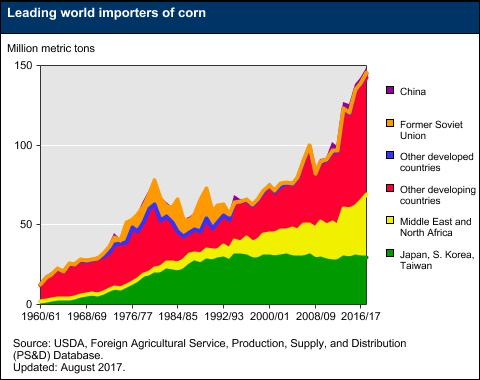 Leading world importers of corn
Million metric tons
150
100
50
0
1960/61 1968/69 1976/77 1984/85 1992/93 2000/01 2008/09 2016/17
China
Former Soviet
Union
Other developed
countries
Other developing
countries
Middle East and
North Africa
Japan, S. Korea,
Taiwan
Source: USDA, Foreign Agricultural Service, Production, Supply, and Distribution
(PS&D) Database.
Updated: August 2017.